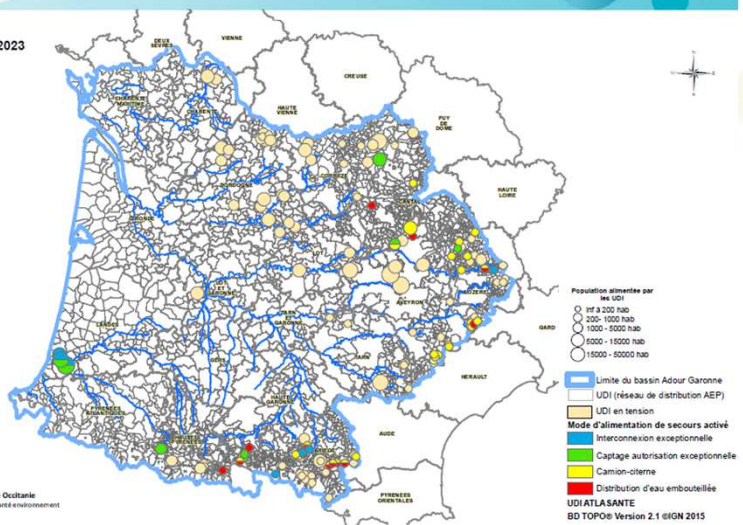 2023
DEUX
SEVRES
VIENNE
CREUSE
HAUTE
VIENNE
PUY
DE
DOME
CHARENTE
MARITIME
CHARENTE
CORREZE
HAUTE
LOIRE
DORDOGNE
CANTAL
GIRONDE
LOT
LOT
ET
GARONNE
LOZERE
AVEYRON
GARD
TARN
ET
GARONNE
LANDES
GERS
TARN
HERAULT
HAUTE
GARONNE
PYRENEES
ATLANTIQUES
HAUTES
PYRENEES
ARIEGE
AUDE
PYRENEES
ORIENTALES
Population alimentée par
les UDI
Inf à 200 hab
200- 1000 hab
1000 - 5000 hab
5000 - 15000 hab
15000 - 50000 hab
Limite du bassin Adour Garonne
UDI (réseau de distribution AEP)
UDI en tension
Mode d'alimentation de secours activé
Interconnexion exceptionnelle
Captage autorisation exceptionnelle
Camion-citerne
Distribution d'eau embouteillée
UDI ATLASANTE
BD TOPO® Version 2.1 ©IGN 2015
Occitanie
anté environnement